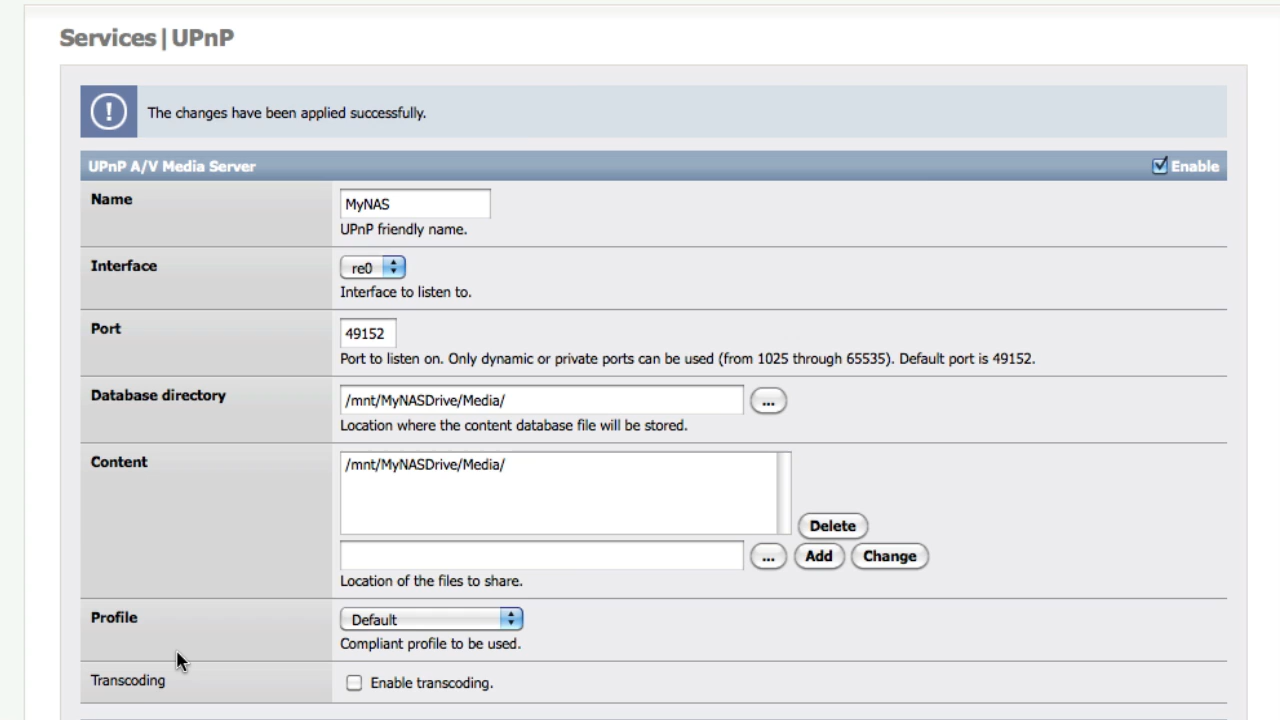 Services|UPnP
The changes have been applied successfully.
UPnP A/V Media Server
Enable
Name
MyNAS
UPnP friendly name.
Interface
re0
Interface to listen to.
Port
49152
Port to listen on. Only dynamic or private ports can be used (from 1025 through 65535). Default port is 49152.
Database directory
/mnt/MyNASDrive/Media/
...
Location where the content database file will be stored.
Content
/mnt/MyNASDrive/Media/
Delete
... Add Change
Location of the files to share.
Profile
Default
Compliant profile to be used.
Transcoding
Enable transcoding.